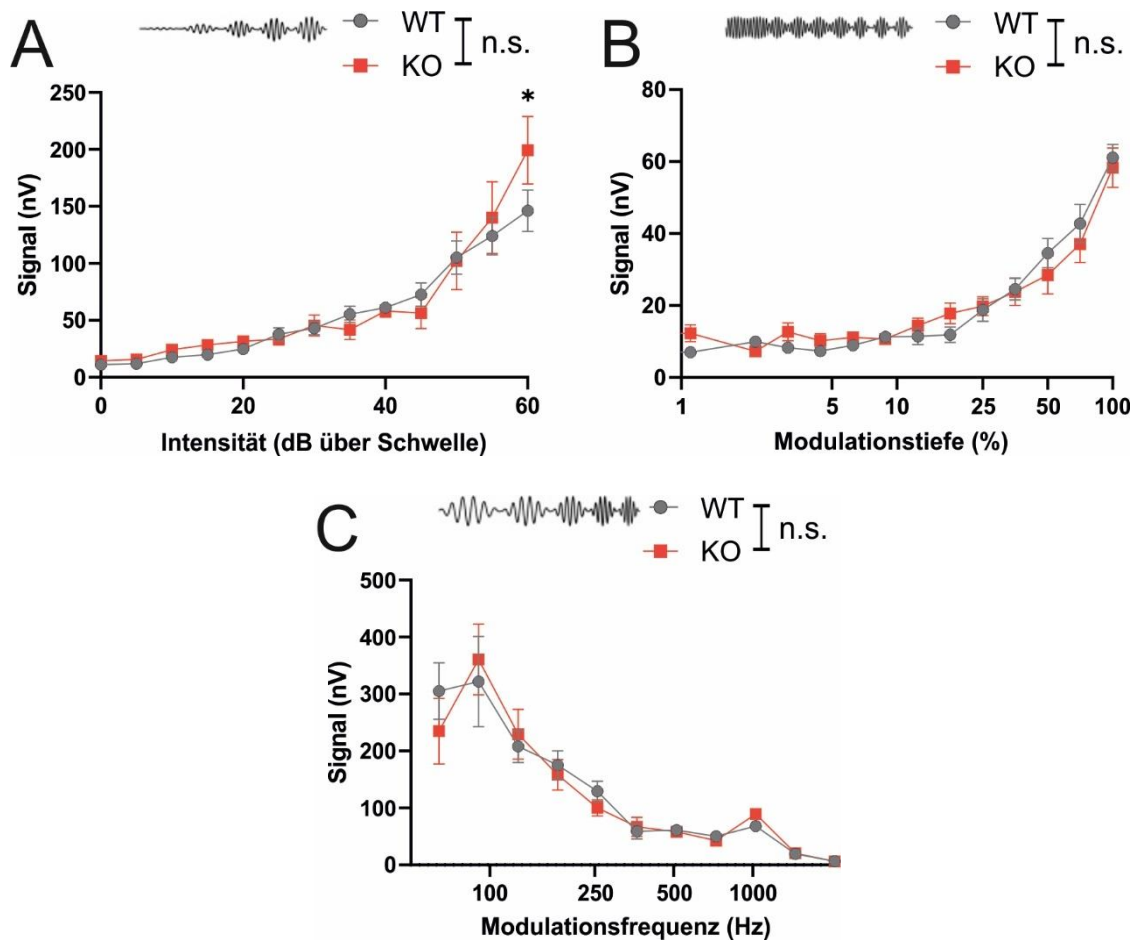 A
WT
KO
n.s.
*
250
200
150
100
50
0
Signal (nV)
0
20
40
60
Intensität (dB über Schwelle)
B
WT
KO
n.s.
80
60
40
20
0
Signal (nV)
1
5
10
25
50
100
Modulationstiefe (%)
C
WT
KO
n.s.
500
400
300
200
100
0
Signal (nV)
100
250
500
1000
Modulationsfrequenz (Hz)